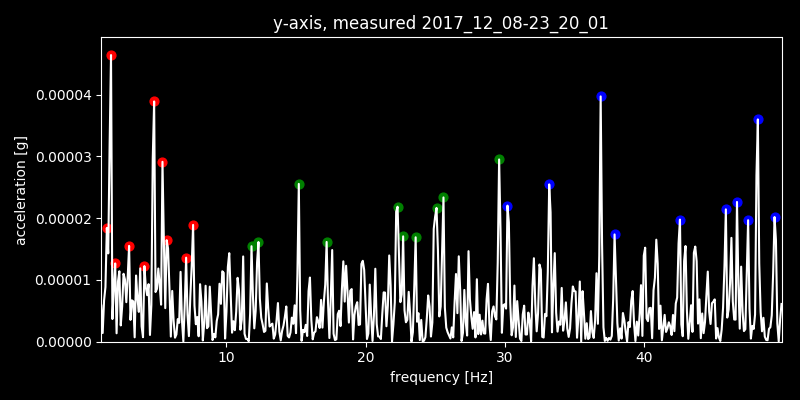 y-axis, measured 2017_12_08-23_20_01
acceleration [g]
0.00004
0.00003
0.00002
0.00001
0.00000
10 20 30 40
frequency [Hz]